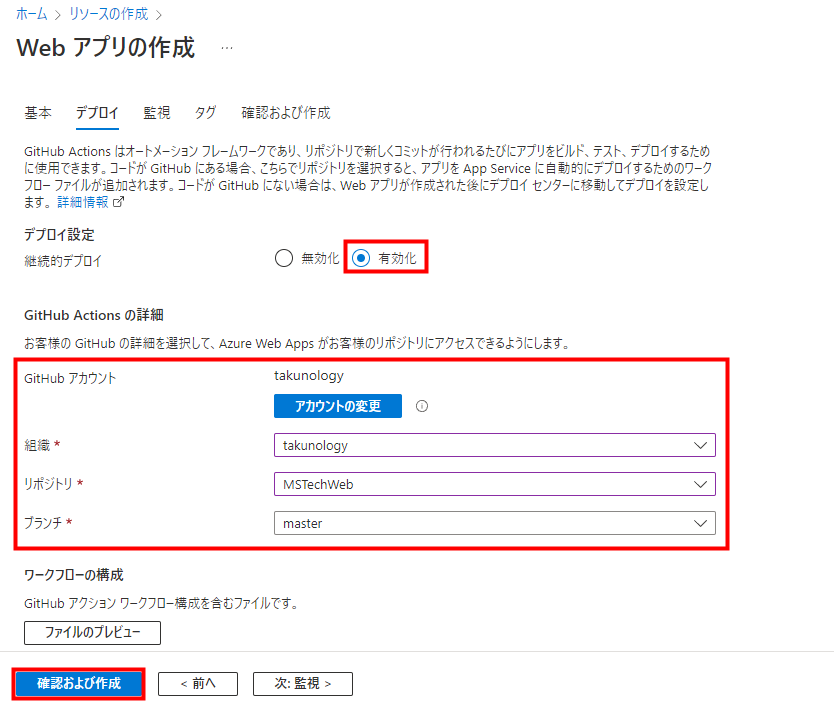 ホーム > リソースの作成 >
Web アプリの作成 …
基本 デプロイ 監視 タグ 確認および作成
GitHub Actions はオートメーション フレームワークであり、リポジトリで新しくコミットが行われるたびにアプリをビルド、テスト、デプロイするため
に使用できます。コードが GitHub にある場合、こちらでリポジトリを選択すると、アプリを App Service に自動的にデプロイするためのワーク
フロー ファイルが追加されます。コードが GitHub にない場合は、Web アプリが作成された後にデプロイ センターに移動してデプロイを設定し
ます。 詳細情報
デプロイ設定
継続的デプロイ 無効化 有効化
GitHub Actions の詳細
お客様の GitHub の詳細を選択して、Azure Web Apps がお客様のリポジトリにアクセスできるようにします。
GitHub アカウント takunology
アカウントの変更
組織 * takunology
リポジトリ * MSTechWeb
ブランチ * master
ワークフローの構成
GitHub アクション ワークフロー構成を含むファイルです。
ファイルのプレビュー
確認および作成 < 前へ 次: 監視 >